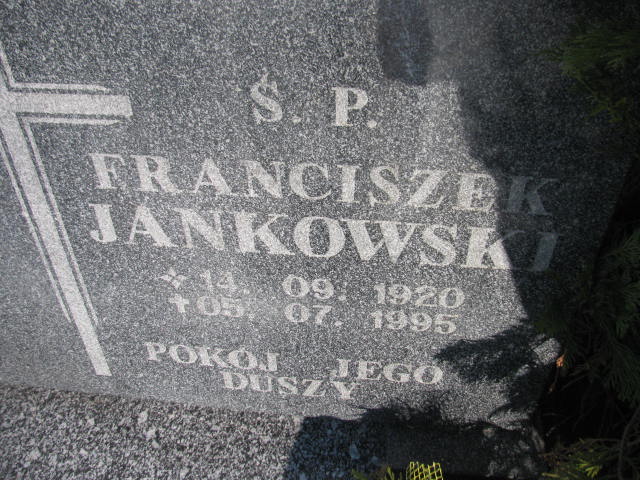 Ś. P.
FRANCISZEK
JANKOWSKI
14. 09. 1920
✝ 05. 07. 1995
POKÓJ JEGO
DUSZY